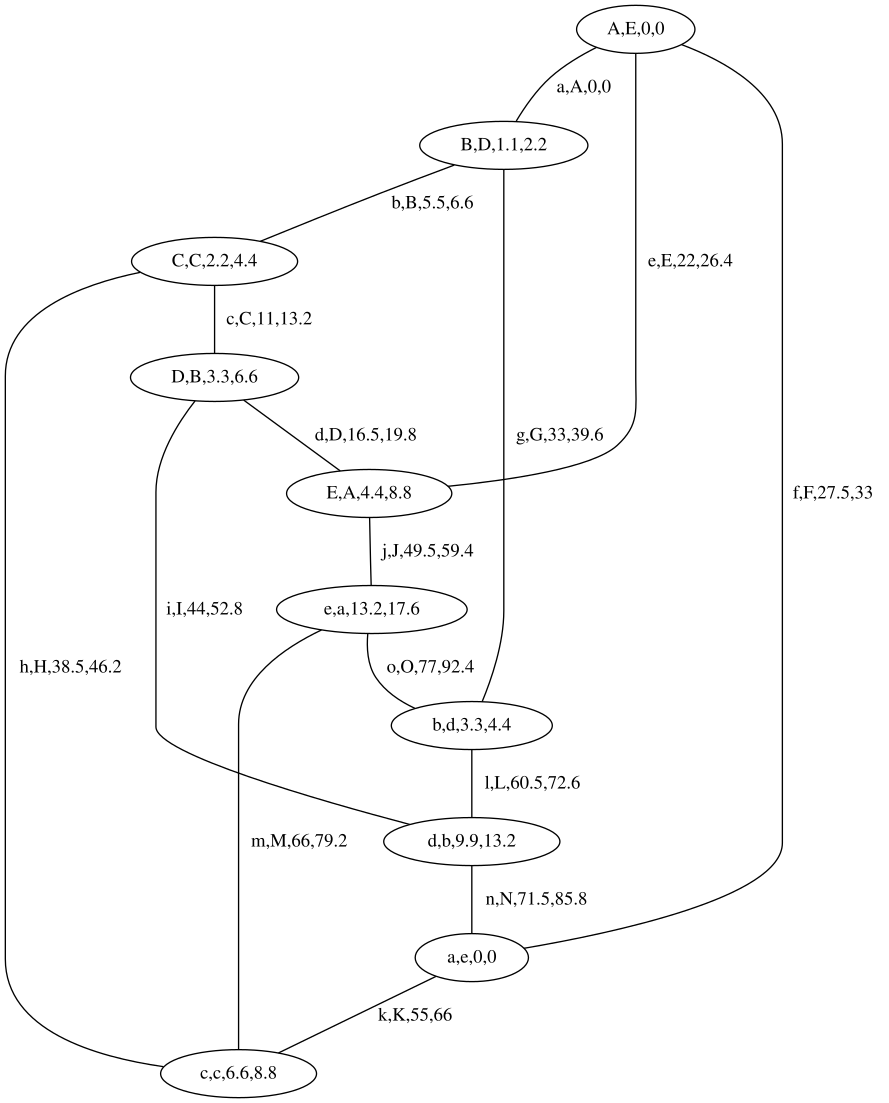 A,E,0,0
a,A,0,0
B,D,1.1,2.2
b,B,5.5,6.6
C,C,2.2,4.4
e,E,22,26.4
c,C,11,13.2
D,B,3.3,6.6
d,D,16.5,19.8
g,G,33,39.6
E,A,4.4,8.8
f,F,27.5,33
j,J,49.5,59.4
e,a,13.2,17.6
i,I,44,52.8
h,H,38.5,46.2
o,O,77,92.4
b,d,3.3,4.4
l,L,60.5,72.6
m,M,66,79.2
d,b,9.9,13.2
n,N,71.5,85.8
a,e,0,0
k,K,55,66
c,c,6.6,8.8